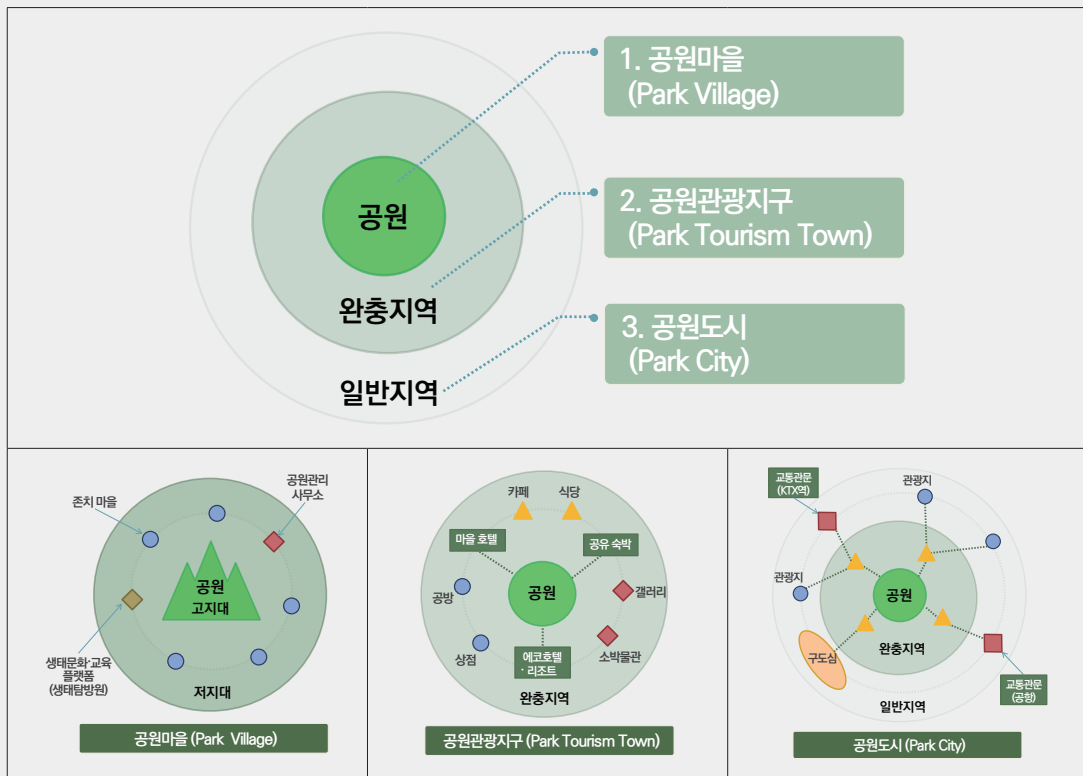 1. 공원마을
(Park Village)
공원
2. 공원관광지구
(Park Tourism Town)
완충지역
3. 공원도시
(Park City)
일반지역
존치 마을
공원관리
사무소
공원
고지대
생태문화·교육
플랫폼
(생태탐방원)
저지대
공원마을 (Park Village)
카페
식당
마을 호텔
공유 숙박
공방
공원
갤러리
상점
에코호텔
·리조트
소박물관
완충지역
공원관광지구 (Park Tourism Town)
교통관문
(KTX역)
관광지
관광지
공원
구도심
완충지역
교통관문
(공항)
일반지역
공원도시 (Park City)